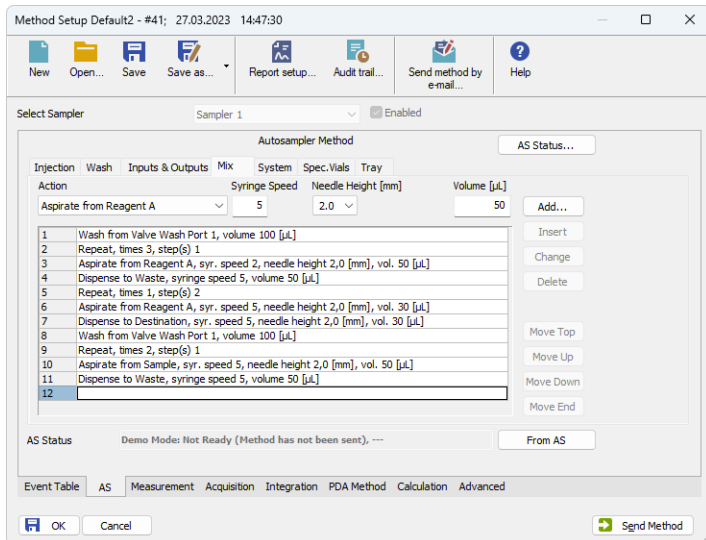 Method Setup Default2 - #41;  27.03.2023  14:47:30
New Open... Save Save as... Report setup... Audit trail... Send method by e-mail... Help
Select Sampler Sampler 1 Enabled
Autosampler Method AS Status...
Injection Wash Inputs & Outputs Mix System Spec.Vials Tray
Action Syringe Speed Needle Height [mm] Volume [µL]
Aspirate from Reagent A 5 2.0 50 Add...
1 Wash from Valve Wash Port 1, volume 100 [µL]
Insert
2 Repeat, times 3, step(s) 1
3 Aspirate from Reagent A, syr. speed 2, needle height 2,0 [mm], vol. 50 [µL]
Change
4 Dispense to Waste, syringe speed 5, volume 50 [µL]
Delete
5 Repeat, times 1, step(s) 2
6 Aspirate from Reagent A, syr. speed 5, needle height 2,0 [mm], vol. 30 [µL]
7 Dispense to Destination, syr. speed 5, needle height 2,0 [mm], vol. 30 [µL]
8 Wash from Valve Wash Port 1, volume 100 [µL]
Move Top
9 Repeat, times 2, step(s) 1
10 Aspirate from Sample, syr. speed 5, needle height 2,0 [mm], vol. 50 [µL]
Move Up
11 Dispense to Waste, syringe speed 5, volume 50 [µL]
Move Down
12
Move End
AS Status Demo Mode: Not Ready (Method has not been sent), --- From AS
Event Table AS Measurement Acquisition Integration PDA Method Calculation Advanced
OK Cancel Send Method